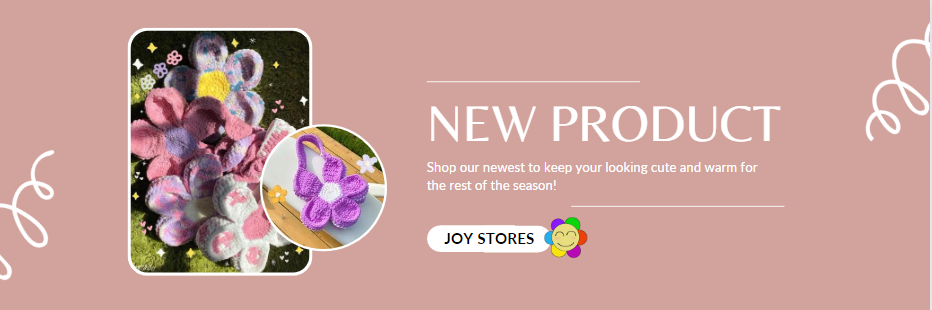 NEW PRODUCT
Shop our newest to keep your looking cute and warm for
the rest of the season!
JOY STORES